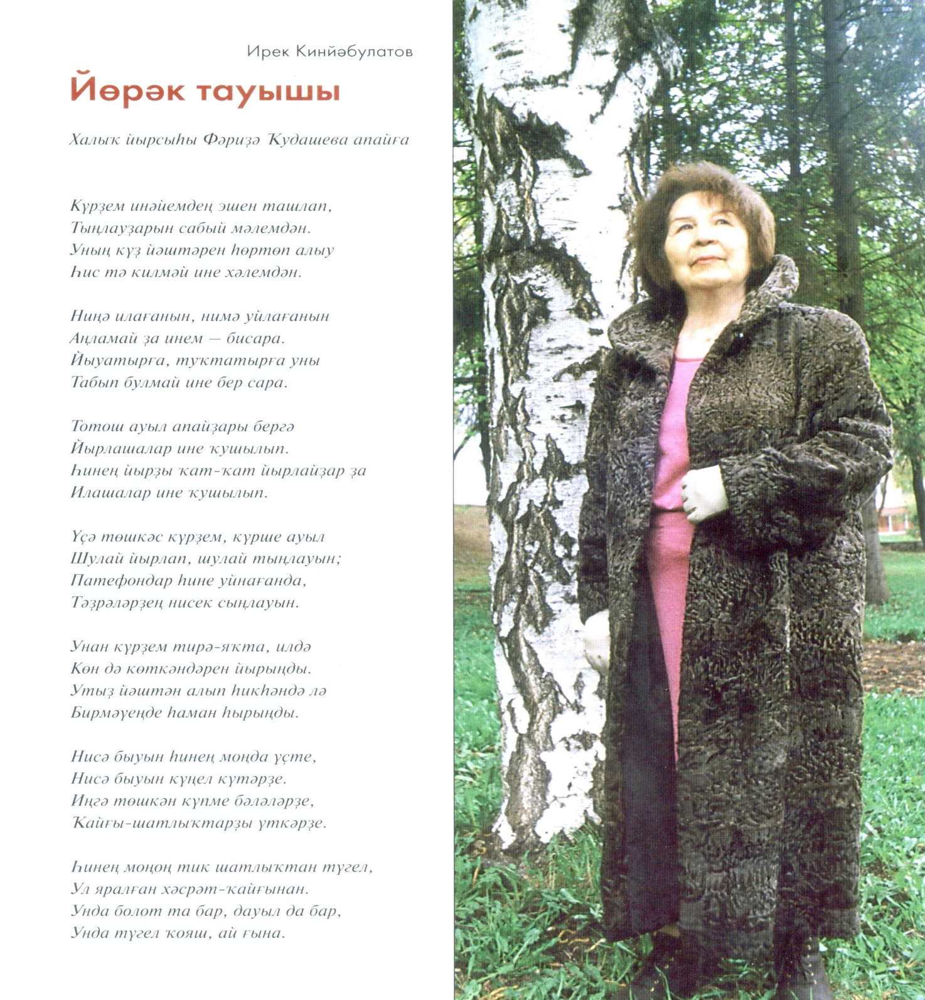 Ирек Кинйәбулатов
Йөрәк тауышы
Халыҡ йырсыһы Фәриҙә Ҡудашева апайға
Күрҙем инәйемдең эшен ташлап,
Тыңлауҙарын сабый мәлемдән.
Уның күҙ йәштәрен һөртөп алыу
Һис тә килмәй ине хәлемдән.
Ниңә илағанын, нимә уйлағанын
Аңламай ҙа инем — бисара.
Йыуатырға, туҡтатырға уны
Табып булмай ине бер сара.
Тотош ауыл апайҙары бергә
Йырлашалар ине ҡушылып.
Һинең йырҙы ҡат-ҡат йырлайҙар ҙа
Илашалар ине ҡушылып.
Үҫә төшкәс күрҙем, күрше ауыл
Шулай йырлап, шулай тыңлауын;
Патефондар һине уйнағанда,
Тәҙрәләрҙең нисек сыңлауын.
Унан күрҙем тирә-яҡта, илдә
Көн дә көткәндәрен йырыңды.
Утыҙ йәштән алып һикһәндә лә
Бирмәүеңде һаман һырыңды.
Нисә быуын һинең моңда үҫте,
Нисә быуын күңел күтәрҙе.
Иңгә төшкән күпме бәләләрҙе,
Ҡайғы-шатлыҡтарҙы үткәрҙе.
Һинең моңоң тик шатлыҡтан түгел,
Ул яралған хәсрәт-ҡайғынан.
Унда болот та бар, дауыл да бар,
Унда түгел ҡояш, ай ғына.